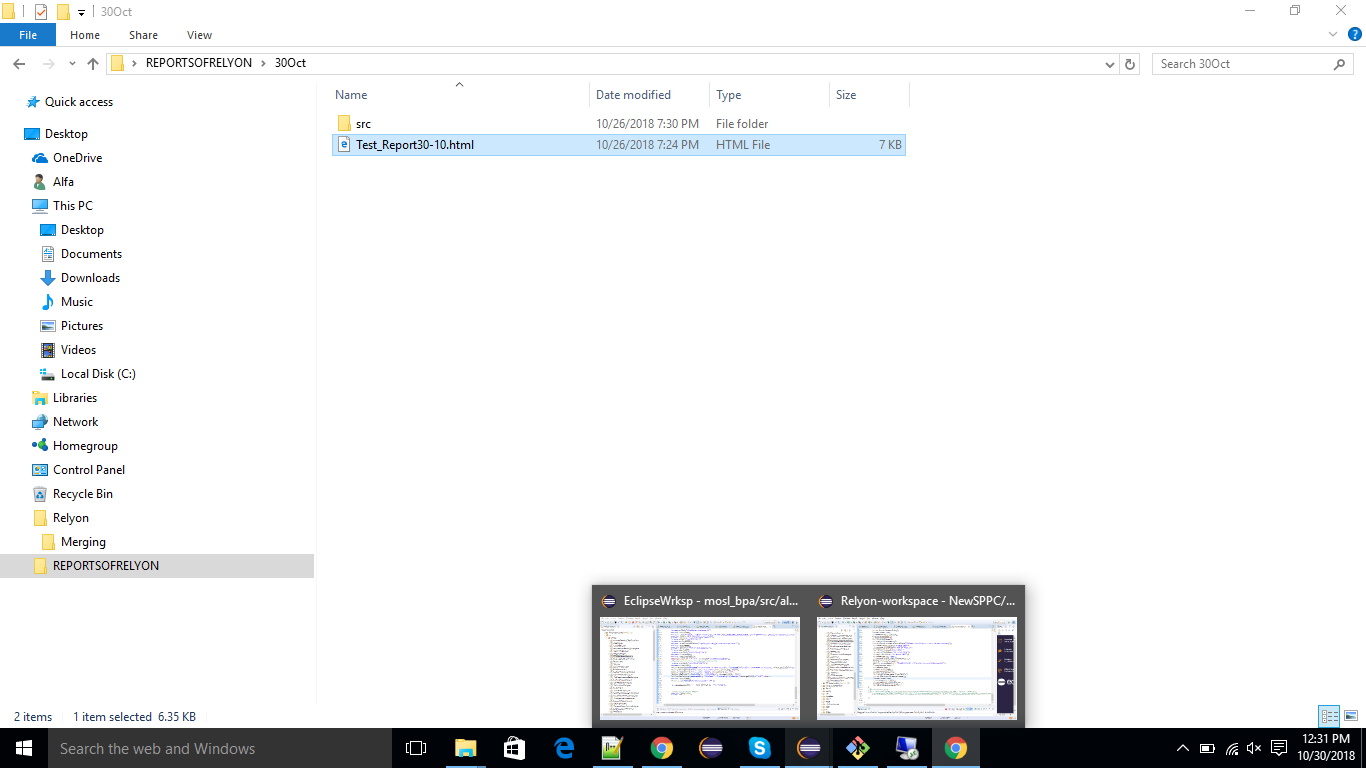 30Oct
File Home Share View
REPORTSOFRELYON 30Oct
Search 30Oct
Name Date modified Type Size
Quick access
Desktop
OneDrive
Alfa
This PC
Desktop
Documents
Downloads
Music
Pictures
Videos
Local Disk (C:)
Libraries
Network
Homegroup
Control Panel
Recycle Bin
Relyon
Merging
REPORTSOFRELYON
src 10/26/2018 7:30 PM File folder
Test_Report30-10.html 10/26/2018 7:24 PM HTML File 7 KB
EclipseWrksp - mosl_bpa/src/al...
Relyon-workspace - NewSPPC/...
2 items 1 item selected 6.35 KB
Search the web and Windows
12:31 PM
10/30/2018